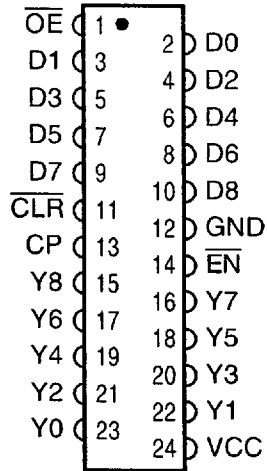 OE 1
2 D0
D1 3
4 D2
D3 5
6 D4
D5 7
8 D6
D7 9
10 D8
CLR 11
12 GND
CP 13
14 EN
Y8 15
16 Y7
Y6 17
18 Y5
Y4 19
20 Y3
Y2 21
22 Y1
Y0 23
24 VCC